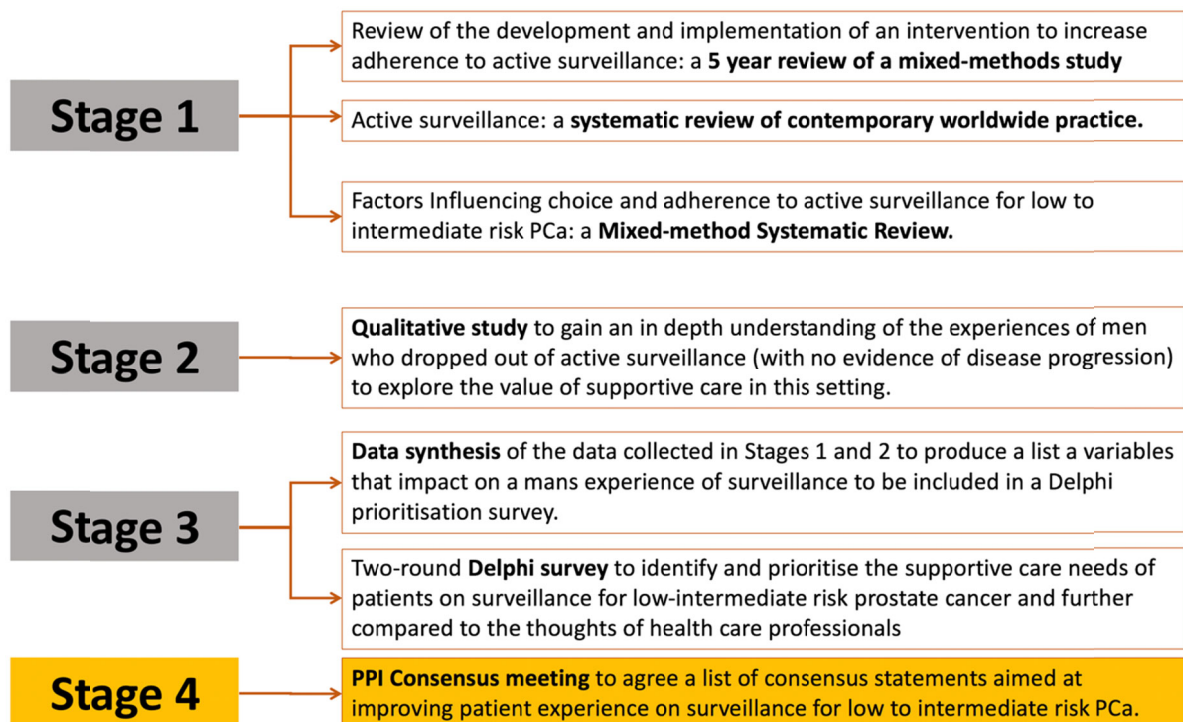 Stage 1
Review of the development and implementation of an intervention to increase
adherence to active surveillance: a 5 year review of a mixed-methods study
Active surveillance: a systematic review of contemporary worldwide practice.
Factors Influencing choice and adherence to active surveillance for low to
intermediate risk PCa: a Mixed-method Systematic Review.
Stage 2
Qualitative study to gain an in depth understanding of the experiences of men
who dropped out of active surveillance (with no evidence of disease progression)
to explore the value of supportive care in this setting.
Stage 3
Data synthesis of the data collected in Stages 1 and 2 to produce a list a variables
that impact on a mans experience of surveillance to be included in a Delphi
prioritisation survey.
Two-round Delphi survey to identify and prioritise the supportive care needs of
patients on surveillance for low-intermediate risk prostate cancer and further
compared to the thoughts of health care professionals
Stage 4
PPI Consensus meeting to agree a list of consensus statements aimed at
improving patient experience on surveillance for low to intermediate risk PCa.